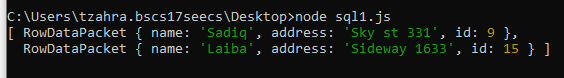 C:\Users\tzahra.bscs17seecs\Desktop>node sql1.js
[ RowDataPacket { name: 'Sadiq', address: 'Sky st 331', id: 9 },
  RowDataPacket { name: 'Laiba', address: 'Sideway 1633', id: 15 } ]